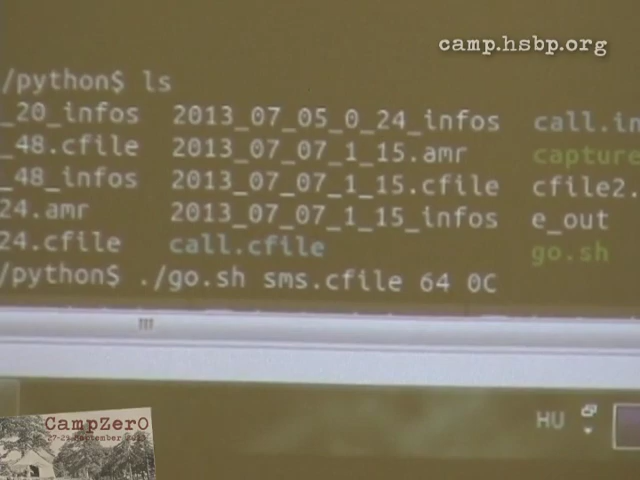 camp.hsbp.org
/python$ ls
_20_infos 2013_07_05_0_24_infos call.in
_48.cfile 2013_07_07_1_15.amr capture
_48_infos 2013_07_07_1_15.cfile cfile2.
24.amr 2013_07_07_1_15_infos e_out
24.cfile call.cfile go.sh
/python$ ./go.sh sms.cfile 64 0C
HU
CampZer0